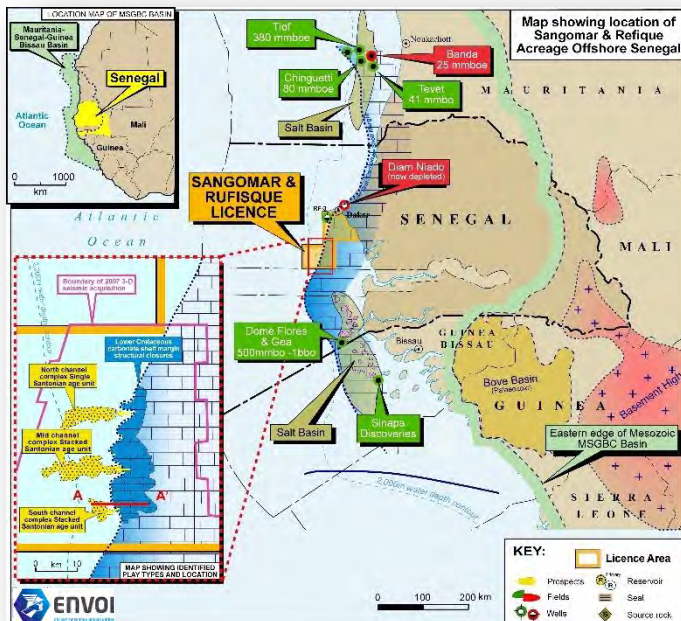 LOCATION MAP OF MSGBC BASIN
Mauritania-
Senegal-Guinea
Bissau Basin
Senegal
Atlantic
Ocean
Mali
Guinea
0 1000
km
Map showing location of
Sangomar & Refique
Acreage Offshore Senegal
Tiof
380 mmboe
Nouakchott
Banda
25 mmboe
Chinguetti
80 mmboe
Tevet
41 mmbo
MAURITANIA
Salt Basin
Diam Niado
(now depleted)
SANGOMAR &
RUFISQUE
LICENCE
Dakar
SENEGAL
MALI
Atlantic
Ocean
Boundary of 2007 3-D
seismic acquisition
Lower Cretaceous
carbonate shelf margin
structural closures
North channel
complex Single
Santonian age unit
Mid channel
complex Stacked
Santonian age unit
A A'
South channel
complex Stacked
Santonian age unit
0 km 10
MAP SHOWING IDENTIFIED
PLAY TYPES AND LOCATION
Dome Flores
& Gea
500mmbo -1bbo
GUINEA
BISSAU
Bissau
Bove Basin
(Palaeozoic)
GUINEA
Basement High
Salt Basin
Sinapa
Discoveries
Eastern edge of Mesozoic
MSGBC Basin
2,000m water depth contour
SIERRA
LEONE
KEY:
Licence Area
Prospects
Reservoir
Fields
Seal
Wells
Source rock
0 100 200 km
ENVOI